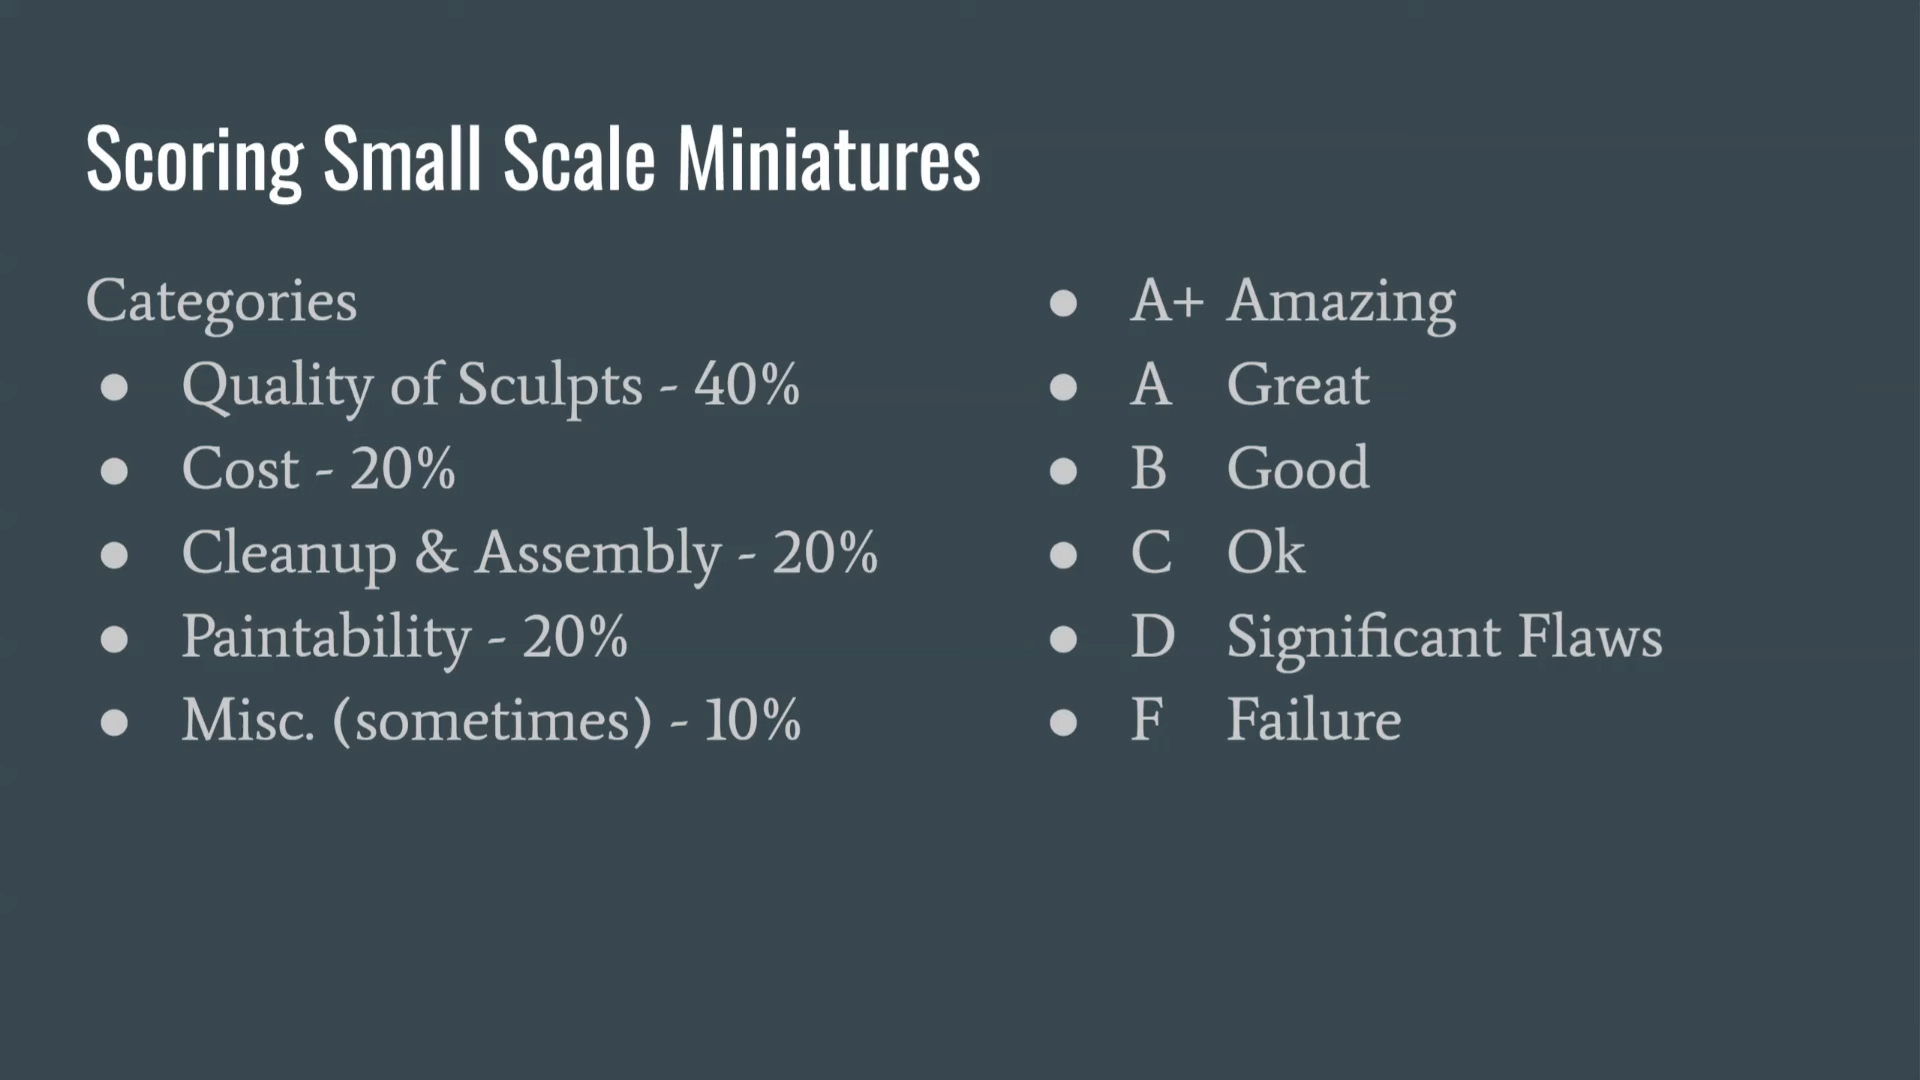 Scoring Small Scale Miniatures
Categories
● Quality of Sculpts - 40%
● Cost - 20%
● Cleanup & Assembly - 20%
● Paintability - 20%
● Misc. (sometimes) - 10%
● A+ Amazing
● A Great
● B Good
● C Ok
● D Significant Flaws
● F Failure